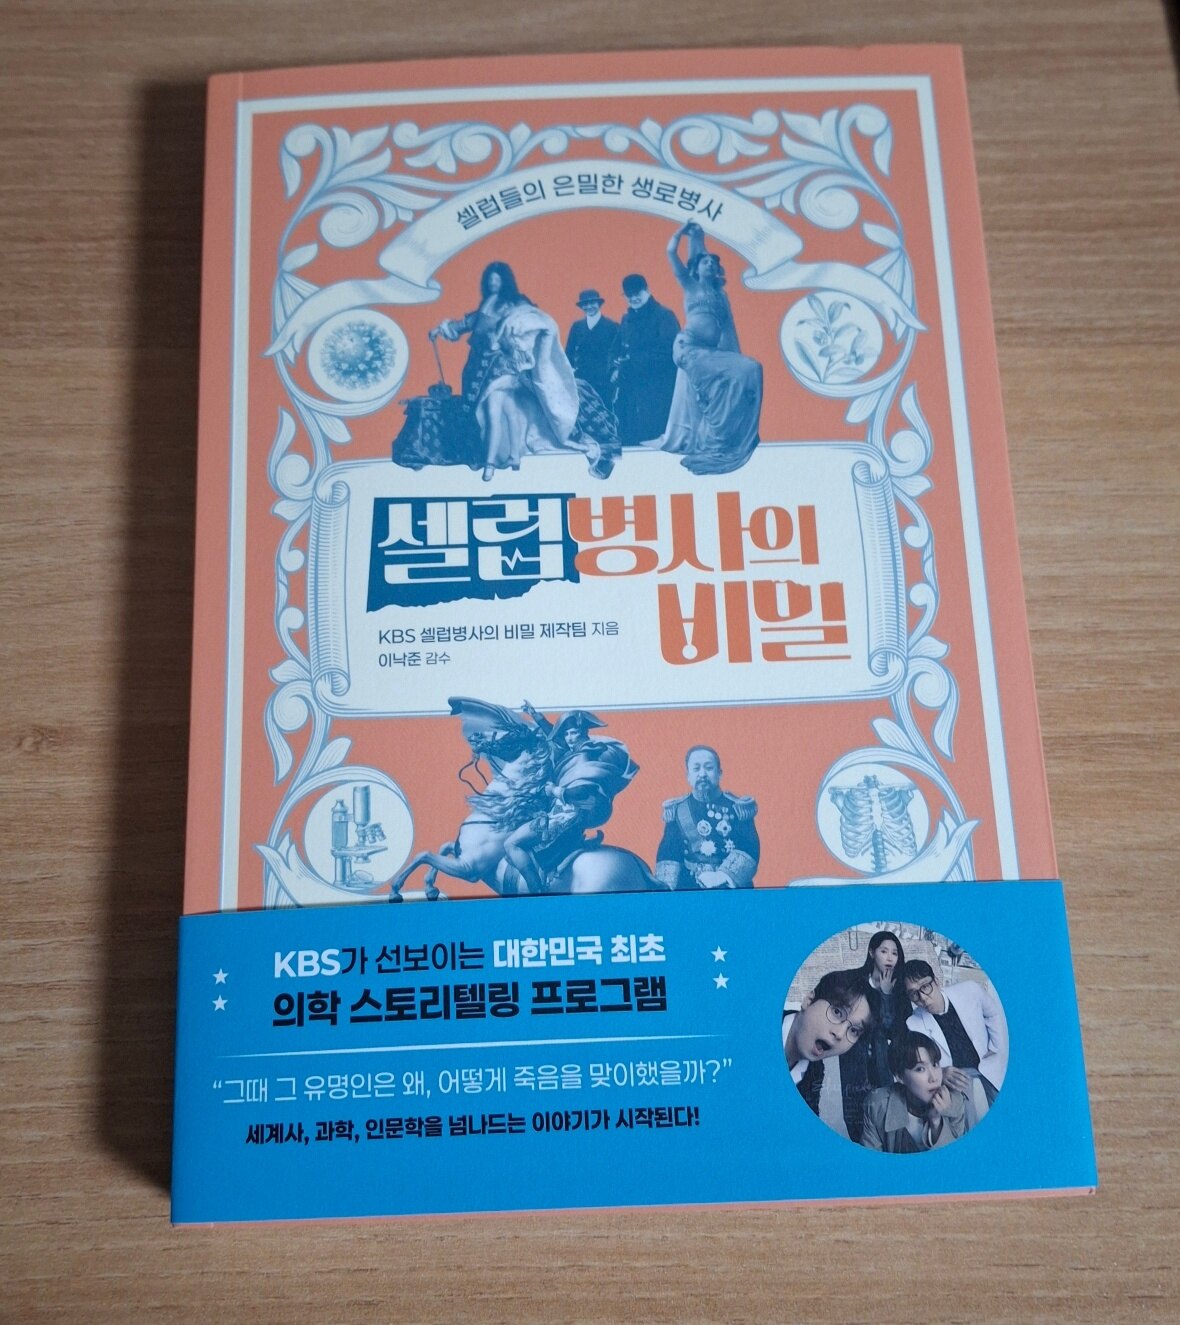 셀럽들의 은밀한 생로병사
셀럽병사의
비밀
KBS 셀럽병사의 비밀 제작팀 지음
이낙준 감수
KBS가 선보이는 대한민국 최초
의학 스토리텔링 프로그램
“그때 그 유명인은 왜, 어떻게 죽음을 맞이했을까?”
세계사, 과학, 인문학을 넘나드는 이야기가 시작된다!